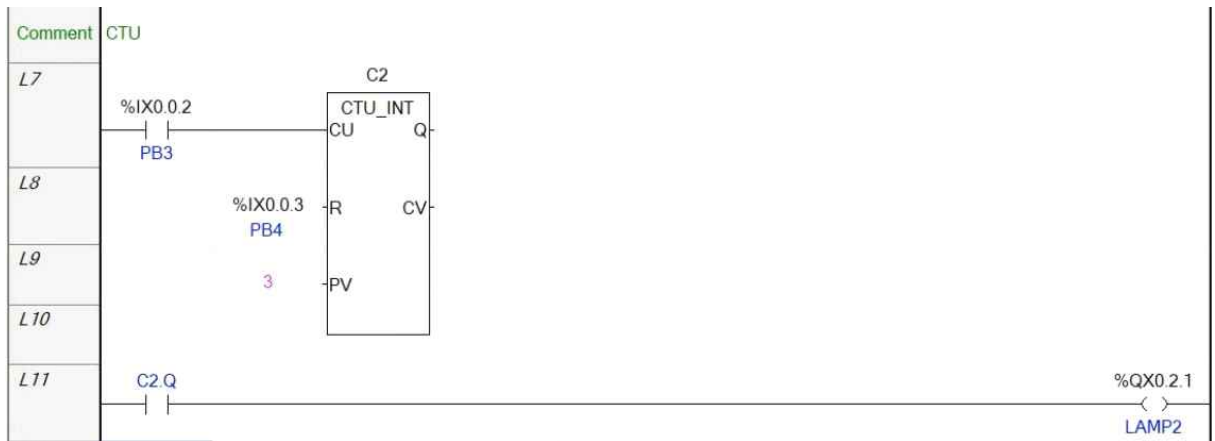 Comment CTU
L7 C2
%IX0.0.2 CTU_INT
CU Q
PB3
L8
%IX0.0.3 R CV
PB4
L9
3 PV
L10
L11 C2.Q %QX0.2.1
LAMP2